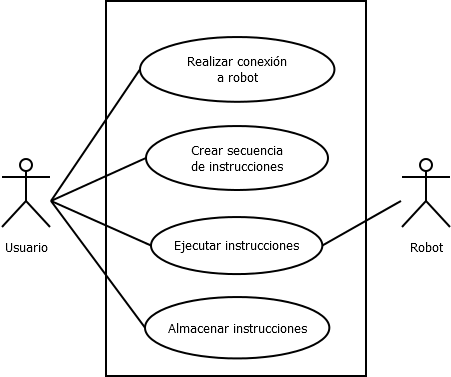 Realizar conexión
a robot
Crear secuencia
de instrucciones
Usuario
Ejecutar instrucciones
Robot
Almacenar instrucciones